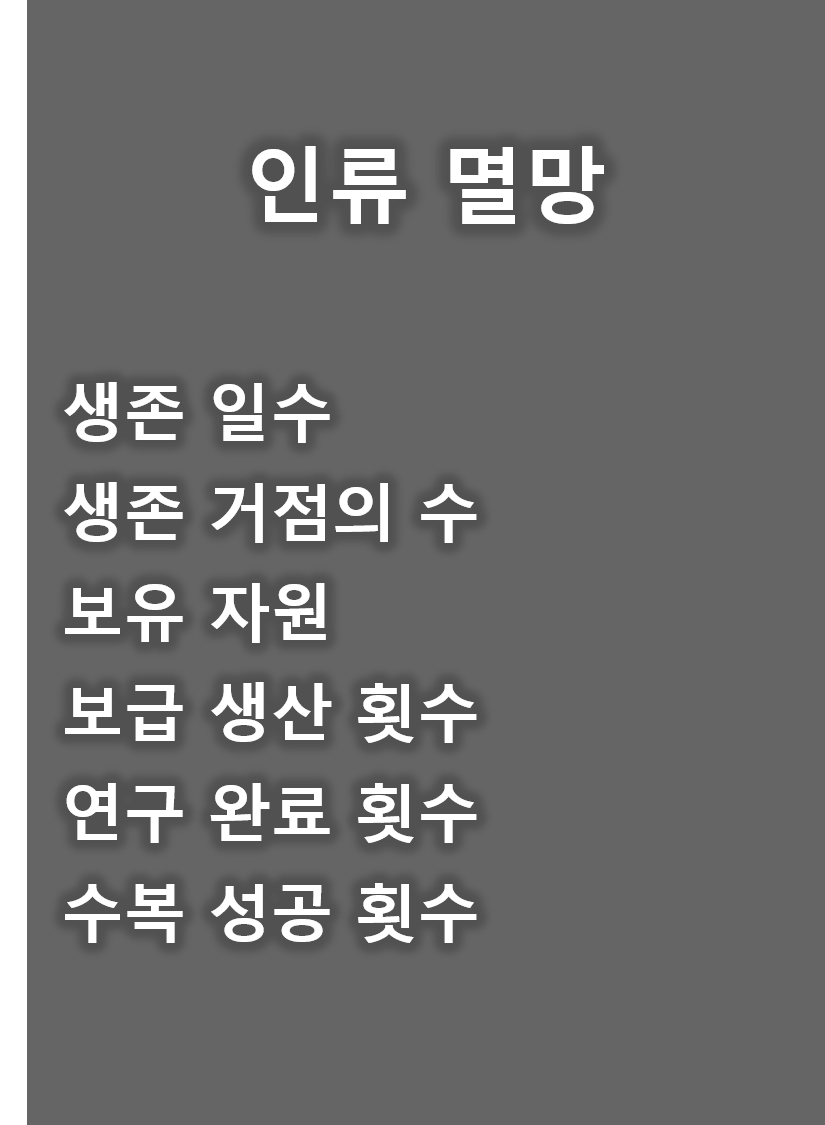 인류 멸망
생존 일수
생존 거점의 수
보유 자원
보급 생산 횟수
연구 완료 횟수
수복 성공 횟수